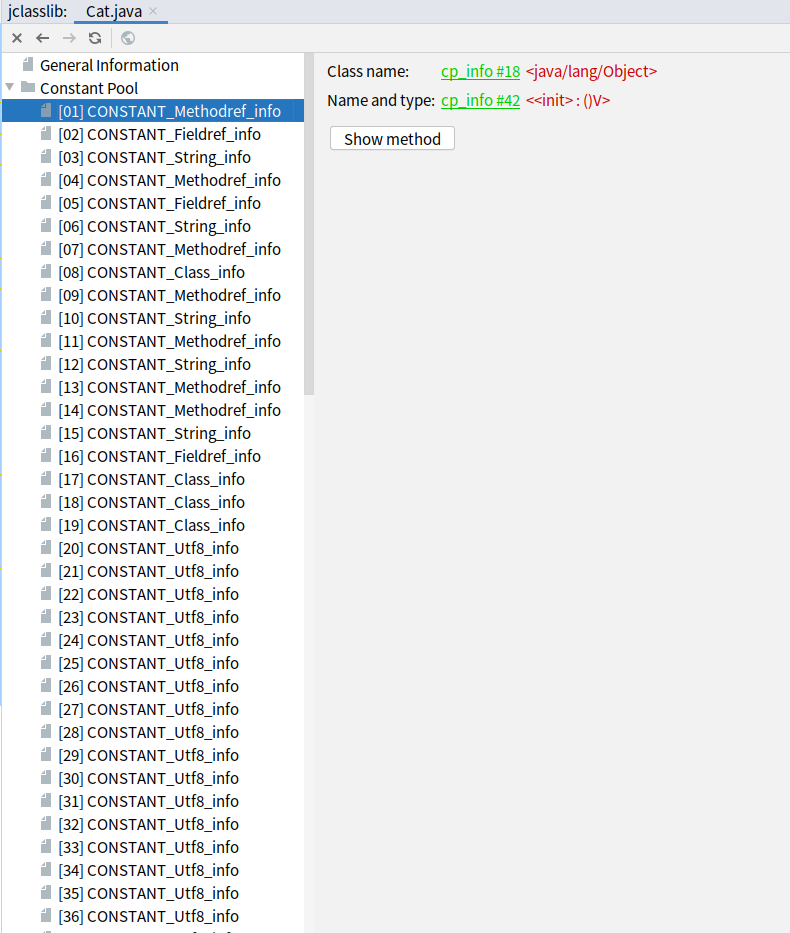 jclasslib: Cat.java
General Information
Constant Pool
[01] CONSTANT_Methodref_info
[02] CONSTANT_Fieldref_info
[03] CONSTANT_String_info
[04] CONSTANT_Methodref_info
[05] CONSTANT_Fieldref_info
[06] CONSTANT_String_info
[07] CONSTANT_Methodref_info
[08] CONSTANT_Class_info
[09] CONSTANT_Methodref_info
[10] CONSTANT_String_info
[11] CONSTANT_Methodref_info
[12] CONSTANT_String_info
[13] CONSTANT_Methodref_info
[14] CONSTANT_Methodref_info
[15] CONSTANT_String_info
[16] CONSTANT_Fieldref_info
[17] CONSTANT_Class_info
[18] CONSTANT_Class_info
[19] CONSTANT_Class_info
[20] CONSTANT_Utf8_info
[21] CONSTANT_Utf8_info
[22] CONSTANT_Utf8_info
[23] CONSTANT_Utf8_info
[24] CONSTANT_Utf8_info
[25] CONSTANT_Utf8_info
[26] CONSTANT_Utf8_info
[27] CONSTANT_Utf8_info
[28] CONSTANT_Utf8_info
[29] CONSTANT_Utf8_info
[30] CONSTANT_Utf8_info
[31] CONSTANT_Utf8_info
[32] CONSTANT_Utf8_info
[33] CONSTANT_Utf8_info
[34] CONSTANT_Utf8_info
[35] CONSTANT_Utf8_info
[36] CONSTANT_Utf8_info
Class name: cp_info #18 <java/lang/Object>
Name and type: cp_info #42 <<init> : ()V>
Show method